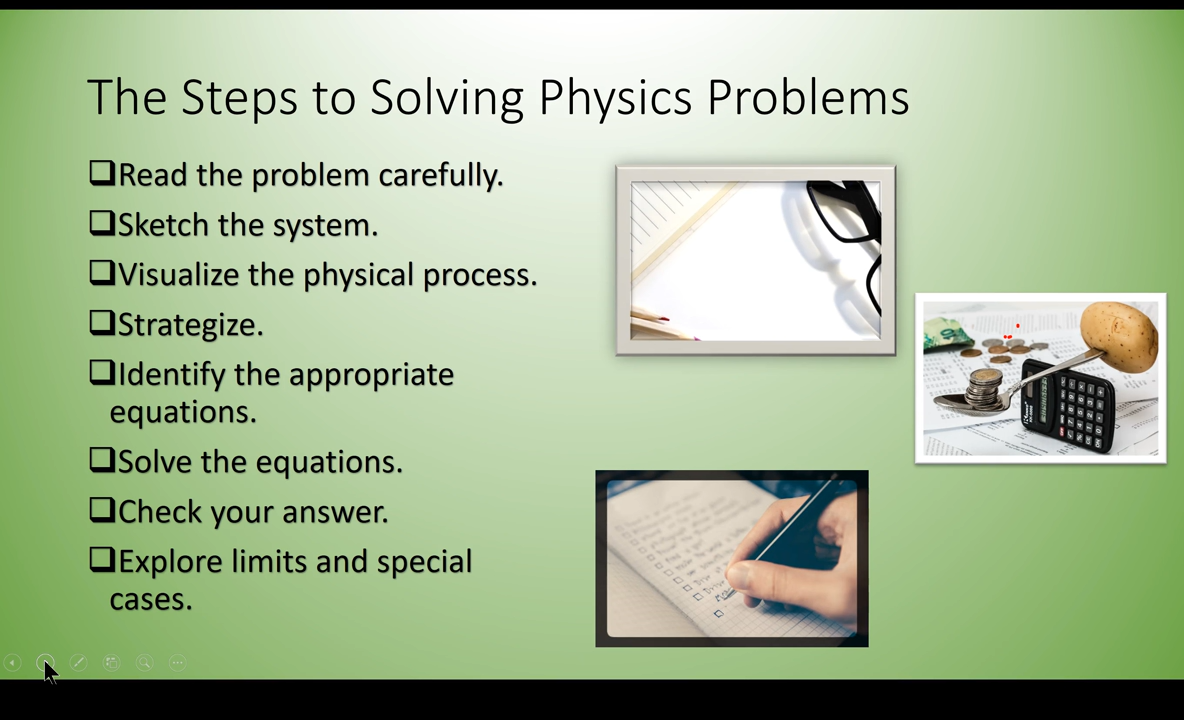 The Steps to Solving Physics Problems
❑Read the problem carefully.
❑Sketch the system.
❑Visualize the physical process.
❑Strategize.
❑Identify the appropriate
equations.
❑Solve the equations.
❑Check your answer.
❑Explore limits and special
cases.